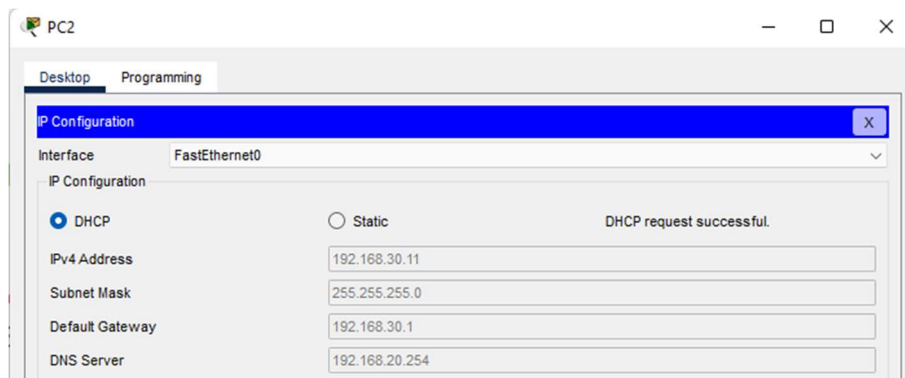 PC2
Desktop Programming
IP Configuration X
Interface FastEthernet0
IP Configuration
DHCP Static DHCP request successful.
IPv4 Address 192.168.30.11
Subnet Mask 255.255.255.0
Default Gateway 192.168.30.1
DNS Server 192.168.20.254